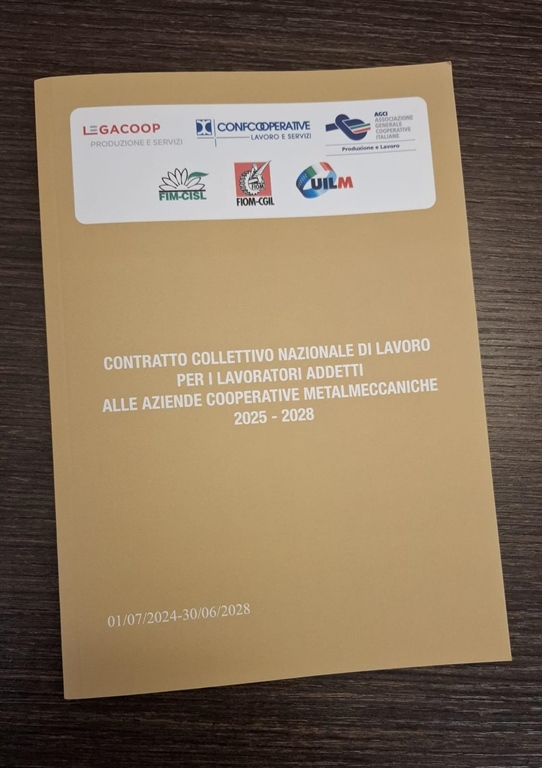 LEGACOOP
PRODUZIONE E SERVIZI
CONFCOOPERATIVE
LAVORO E SERVIZI
AGCI
ASSOCIAZIONE
GENERALE
COOPERATIVE
ITALIANE
Produzione e Lavoro
FIM-CISL
FIOM
FIOM-CGIL
UILM
CONTRATTO COLLETTIVO NAZIONALE DI LAVORO
PER I LAVORATORI ADDETTI
ALLE AZIENDE COOPERATIVE METALMECCANICHE
2025 - 2028
01/07/2024-30/06/2028